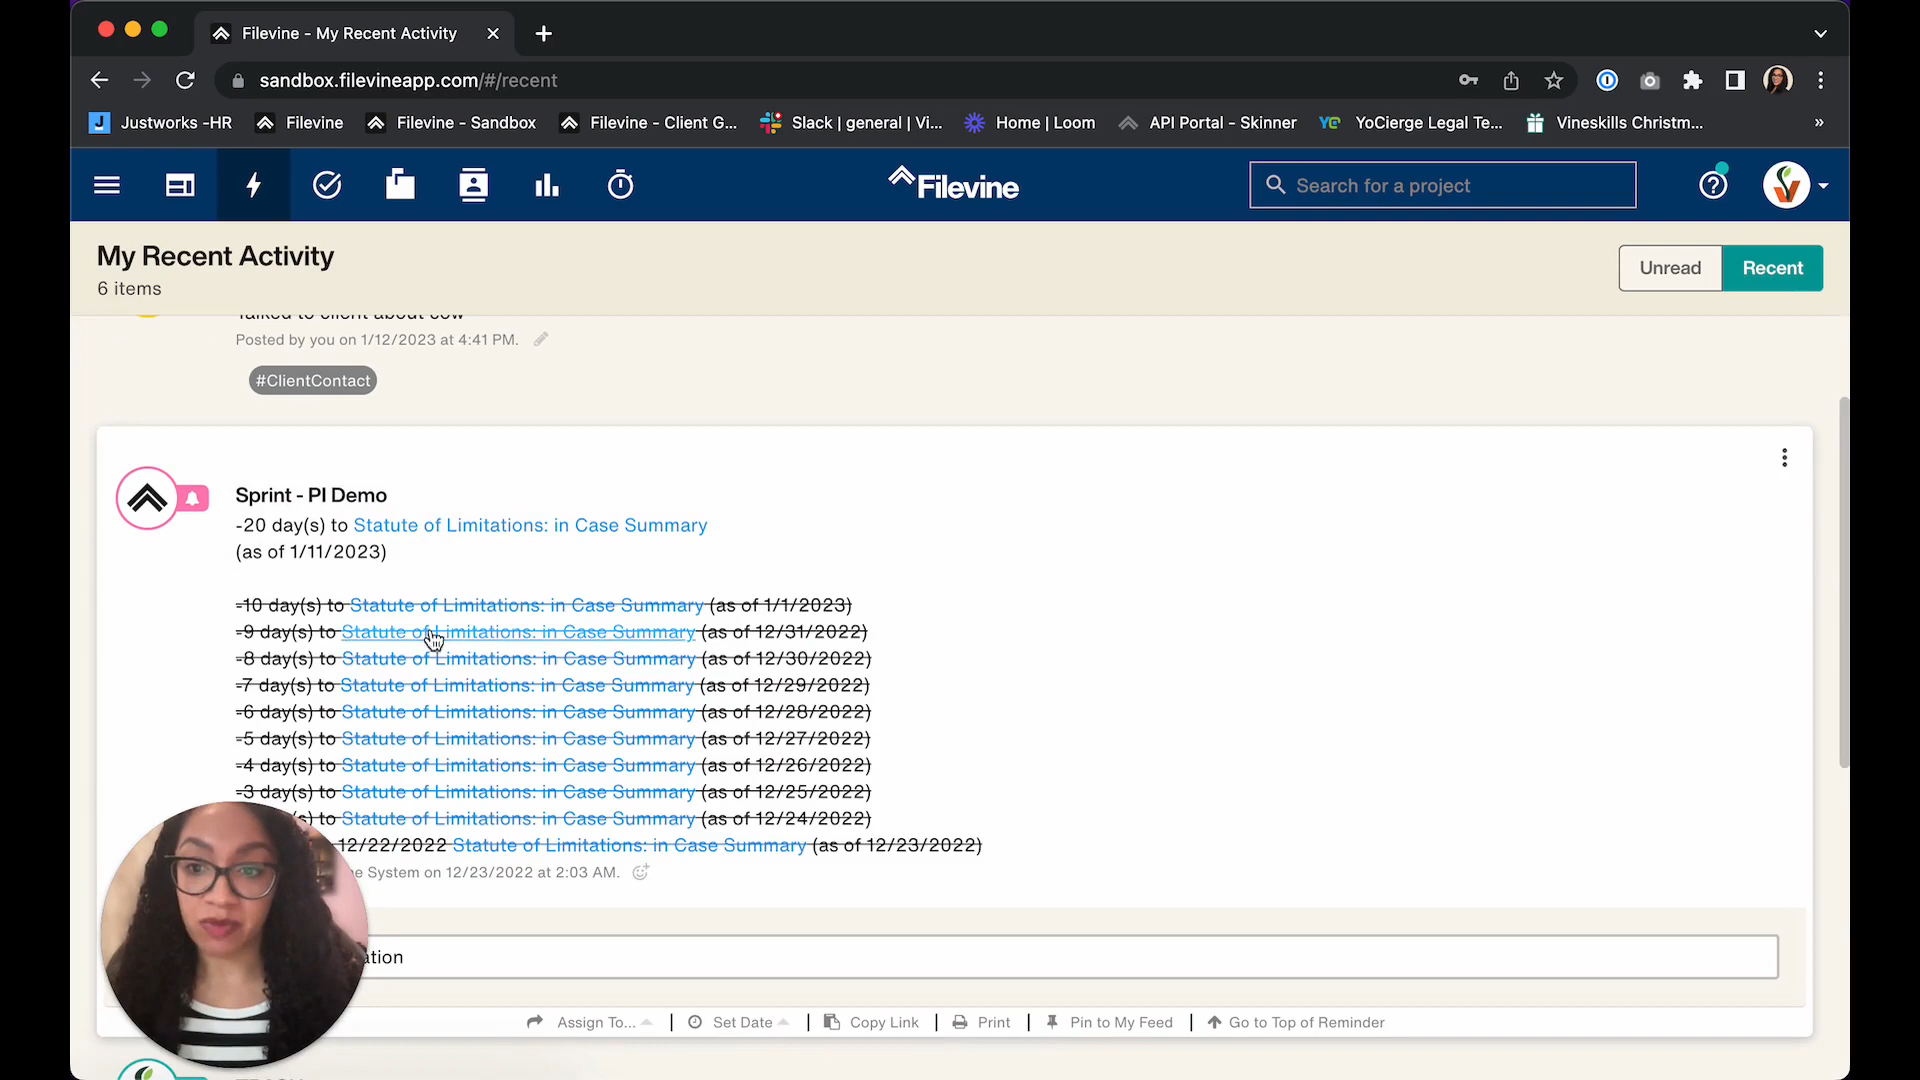 Filevine - My Recent Activity
sandbox.filevineapp.com/#/recent
Justworks -HR
Filevine
Filevine - Sandbox
Filevine - Client G...
Slack | general | Vi...
Home | Loom
API Portal - Skinner
YC YoCierge Legal Te...
Vineskills Christm...
»
Filevine
Search for a project
My Recent Activity
6 items
Unread
Recent
Talked to client about sow
Posted by you on 1/12/2023 at 4:41 PM.
#ClientContact
Sprint - PI Demo
-20 day(s) to Statute of Limitations: in Case Summary
(as of 1/11/2023)
-10 day(s) to Statute of Limitations: in Case Summary (as of 1/1/2023)
-9 day(s) to Statute of Limitations: in Case Summary (as of 12/31/2022)
-8 day(s) to Statute of Limitations: in Case Summary (as of 12/30/2022)
-7 day(s) to Statute of Limitations: in Case Summary (as of 12/29/2022)
-6 day(s) to Statute of Limitations: in Case Summary (as of 12/28/2022)
-5 day(s) to Statute of Limitations: in Case Summary (as of 12/27/2022)
-4 day(s) to Statute of Limitations: in Case Summary (as of 12/26/2022)
-3 day(s) to Statute of Limitations: in Case Summary (as of 12/25/2022)
(s) to Statute of Limitations: in Case Summary (as of 12/24/2022)
12/22/2022 Statute of Limitations: in Case Summary (as of 12/23/2022)
System on 12/23/2022 at 2:03 AM.
Assign To...
Set Date
Copy Link
Print
Pin to My Feed
Go to Top of Reminder